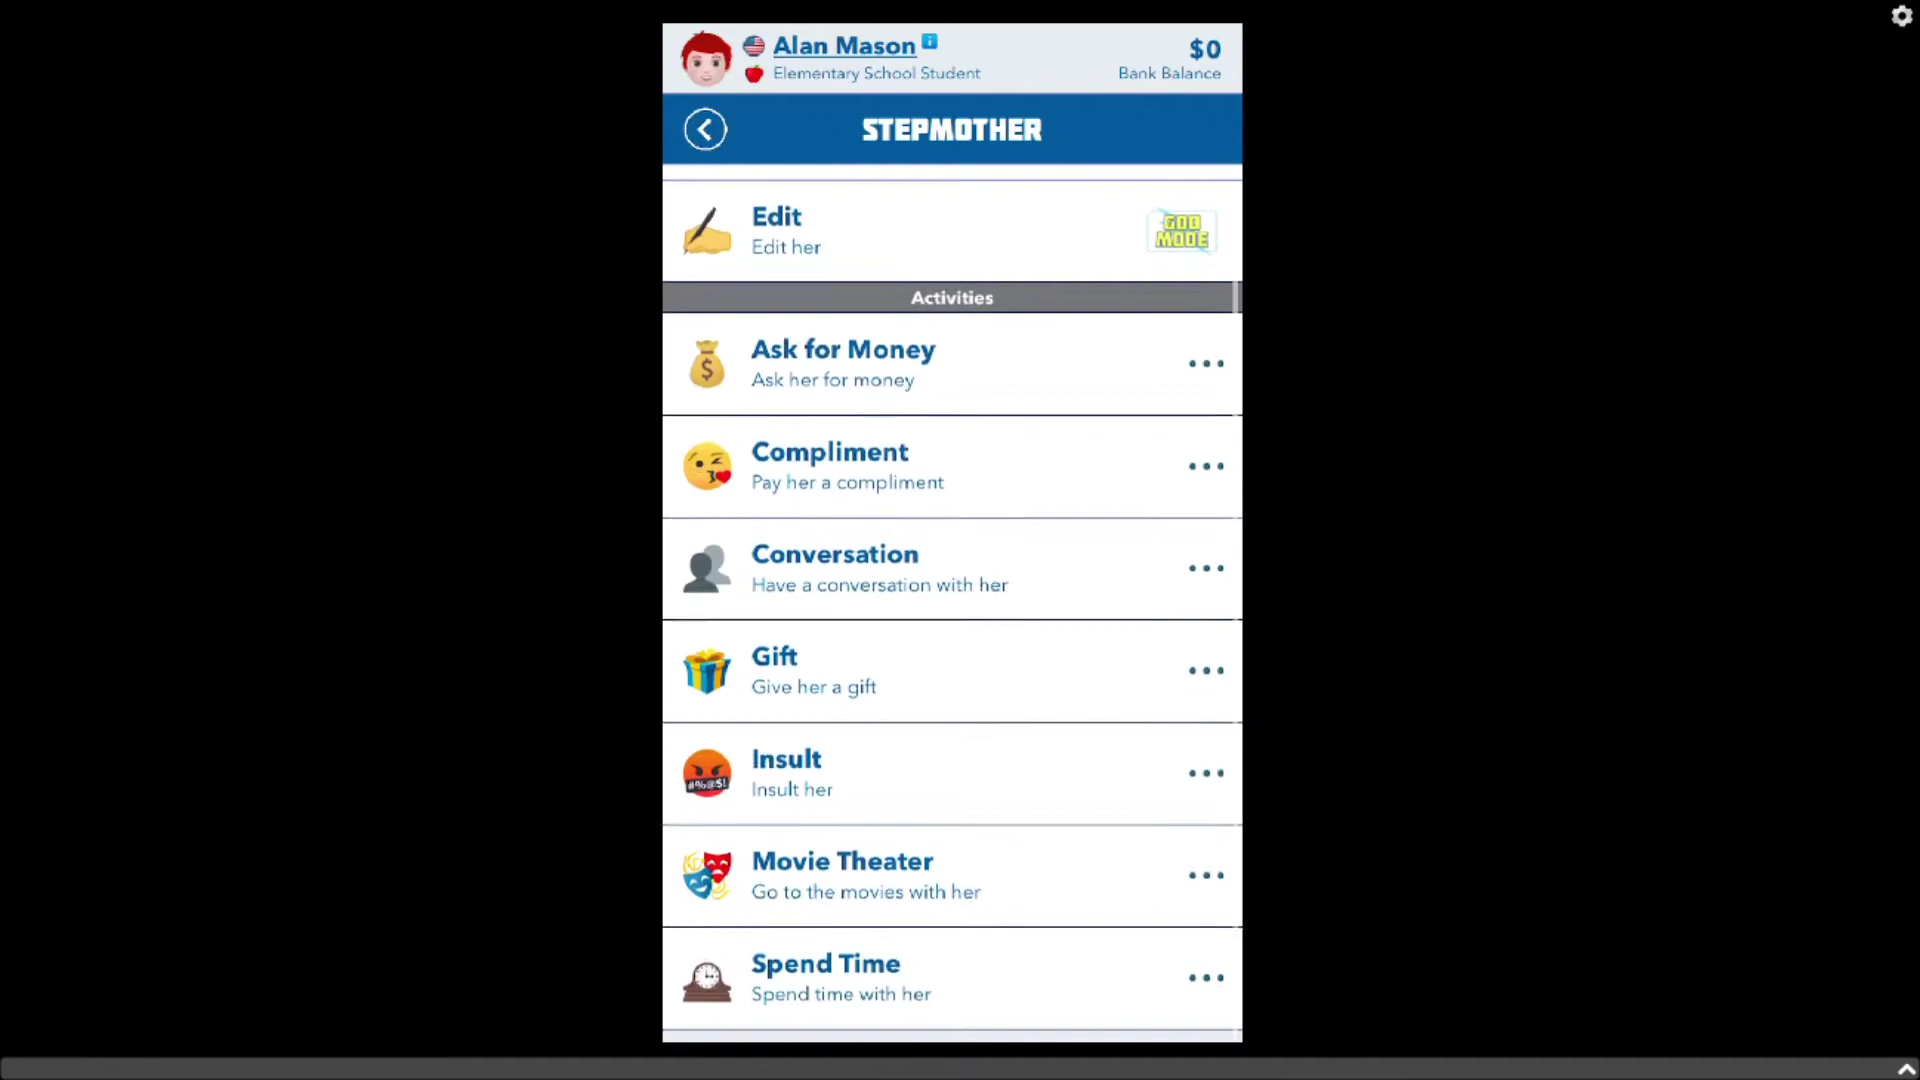 Alan Mason
$0
Elementary School Student
Bank Balance
STEPMOTHER
Edit
Edit her
GOD
MODE
Activities
Ask for Money
Ask her for money
Compliment
Pay her a compliment
Conversation
Have a conversation with her
Gift
Give her a gift
Insult
#%@$!
Insult her
Movie Theater
Go to the movies with her
Spend Time
Spend time with her